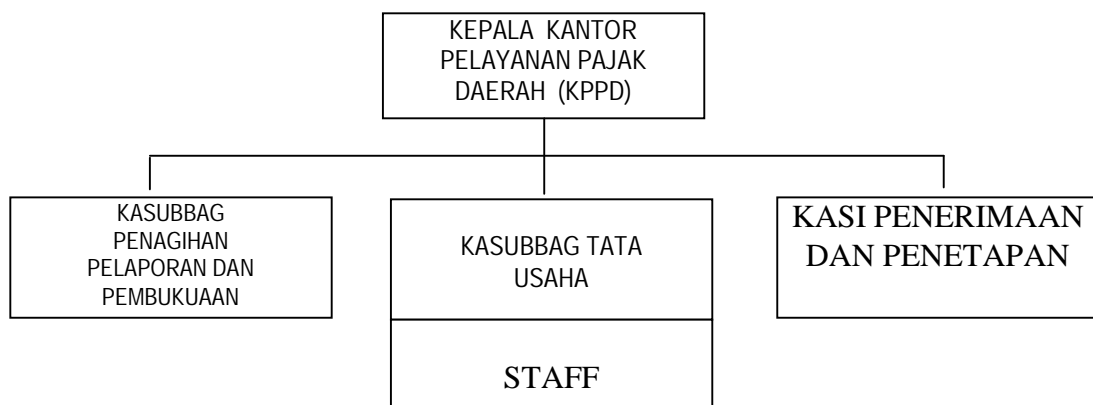 KEPALA KANTOR
PELAYANAN PAJAK
DAERAH (KPPD)
KASUBBAG
PENAGIHAN
PELAPORAN DAN
PEMBUKUAAN
KASUBBAG TATA
USAHA
KASI PENERIMAAN
DAN PENETAPAN
STAFF